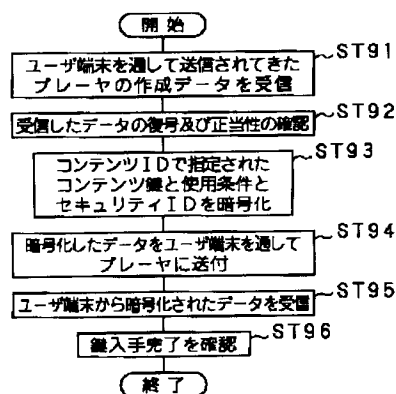 開始
ユーザ端末を通して送信されてきた
プレーヤの作成データを受信
ST91
受信したデータの復号及び正当性の確認
ST92
コンテンツIDで指定された
コンテンツ鍵と使用条件と
セキュリティIDを暗号化
ST93
暗号化したデータをユーザ端末を通して
プレーヤに送付
ST94
ユーザ端末から暗号化されたデータを受信
ST95
鍵入手完了を確認
ST96
終了